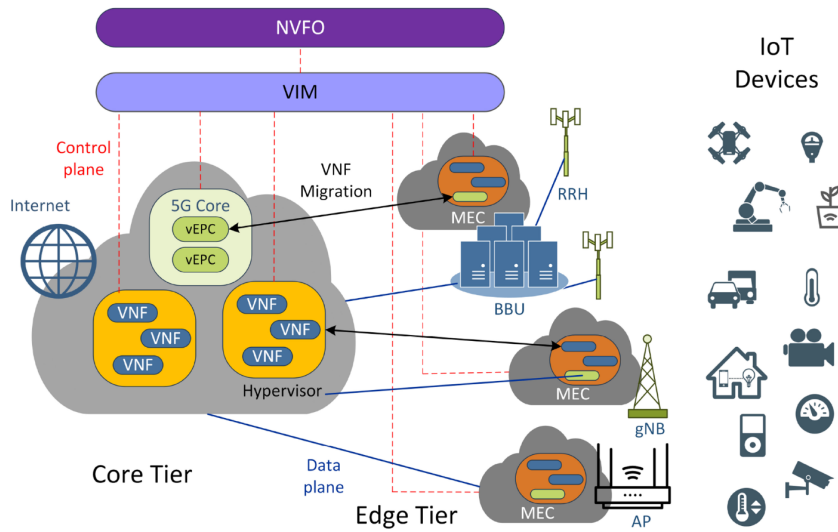 NVFO
VIM
IoT
Devices
Control
plane
VNF
Migration
RRH
MEC
Internet
5G Core
vEPC
vEPC
BBU
VNF
VNF
VNF
VNF
VNF
VNF
Hypervisor
MEC
gNB
Core Tier
Data
plane
Edge Tier
MEC
AP